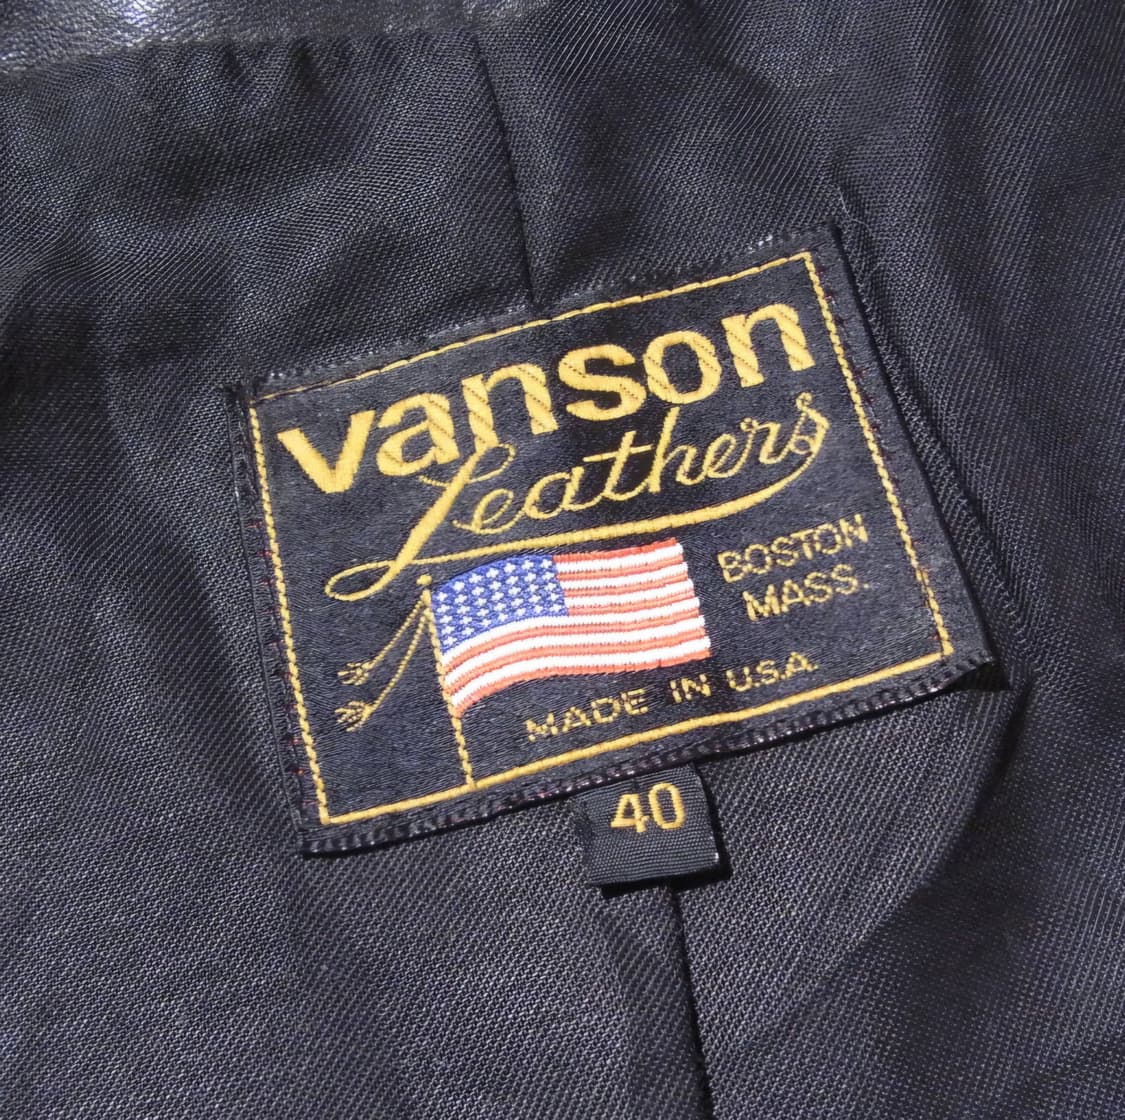 vanson
Leathers
BOSTON
MASS.
MADE IN U.S.A.
40